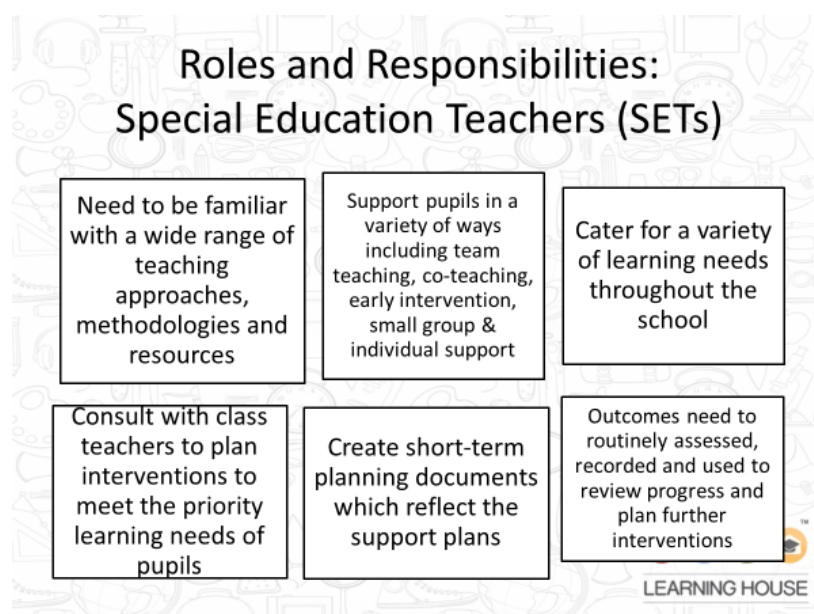 Roles and Responsibilities:
Special Education Teachers (SETs)
Need to be familiar
with a wide range of
teaching
approaches,
methodologies and
resources
Support pupils in a
variety of ways
including team
teaching, co-teaching,
early intervention,
small group &
individual support
Cater for a variety
of learning needs
throughout the
school
Consult with class
teachers to plan
interventions to
meet the priority
learning needs of
pupils
Create short-term
planning documents
which reflect the
support plans
Outcomes need to
routinely assessed,
recorded and used to
review progress and
plan further
interventions
TM
LEARNING HOUSE